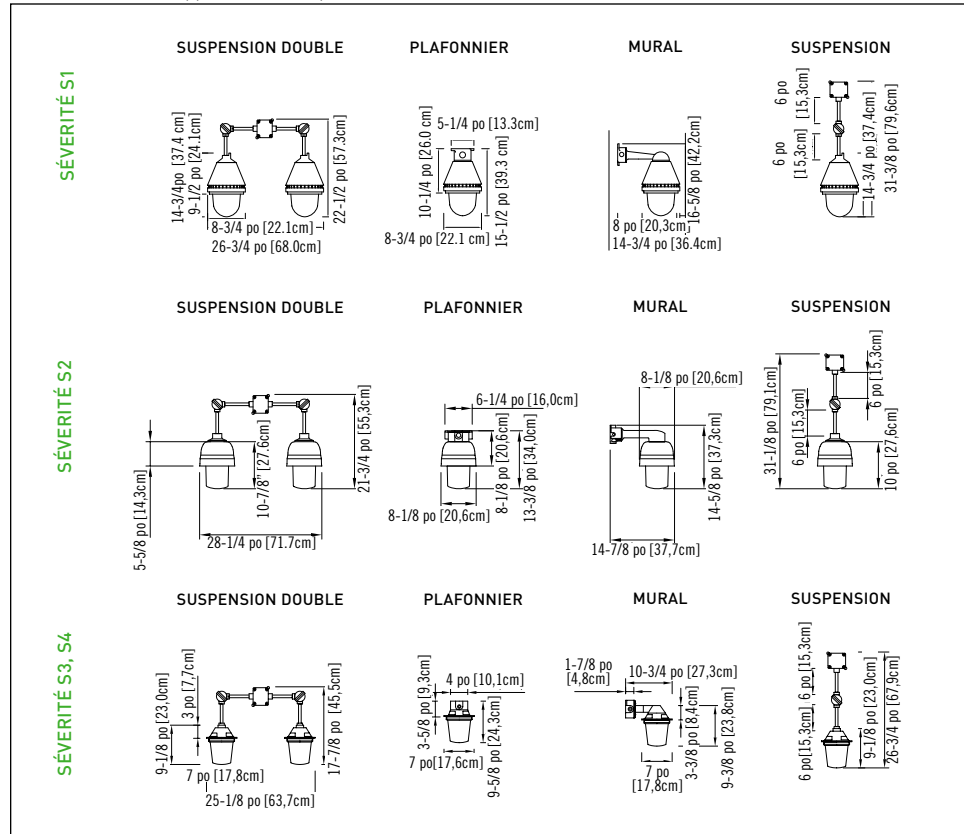 SÉVERITÉ S1
SUSPENSION DOUBLE
14-3/4po [37.4 cm]
9-1/2 po [24.1cm]
8-3/4 po [22.1cm]
26-3/4 po [68.0cm]
22-1/2 po [57.3cm]
PLAFONNIER
5-1/4 po [13.3cm]
10-1/4 po [26.0 cm]
15-1/2 po [39.3 cm]
8-3/4 po [22.1 cm]
MURAL
16-5/8 po [42,2cm]
8 po [20,3cm]
14-3/4 po [36.4cm]
SUSPENSION
6 po
[15,3cm]
6 po
[15,3cm]
14-3/4 po [37,4cm]
31-3/8 po [79,6cm]
SÉVERITÉ S2
SUSPENSION DOUBLE
5-5/8 po [14,3cm]
10-7/8" [27.6cm]
21-3/4 po [55,3cm]
28-1/4 po [71.7cm]
PLAFONNIER
6-1/4 po [16,0cm]
8-1/8 po [20,6cm]
13-3/8 po [34,0cm]
8-1/8 po [20,6cm]
MURAL
8-1/8 po [20,6cm]
14-5/8 po [37,3cm]
14-7/8 po [37,7cm]
SUSPENSION
31-1/8 po [79,1cm]
6 po [15,3cm]
6 po [15,3cm]
10 po [27,6cm]
SÉVERITÉ S3, S4
SUSPENSION DOUBLE
9-1/8 po [23,0cm]
3 po [7,7cm]
7 po [17,8cm]
25-1/8 po [63,7cm]
17-7/8 po [45,5cm]
PLAFONNIER
4 po [10,1cm]
3-5/8 po [9,3cm]
7 po[17,6cm]
9-5/8 po [24,3cm]
MURAL
1-7/8 po
[4,8cm]
10-3/4 po [27,3cm]
7 po
[17,8cm]
3-3/8 po [8,4cm]
9-3/8 po [23,8cm]
SUSPENSION
6 po [15,3cm]
6 po[15,3cm]
9-1/8 po [23,0cm]
26-3/4 po [67,9cm]